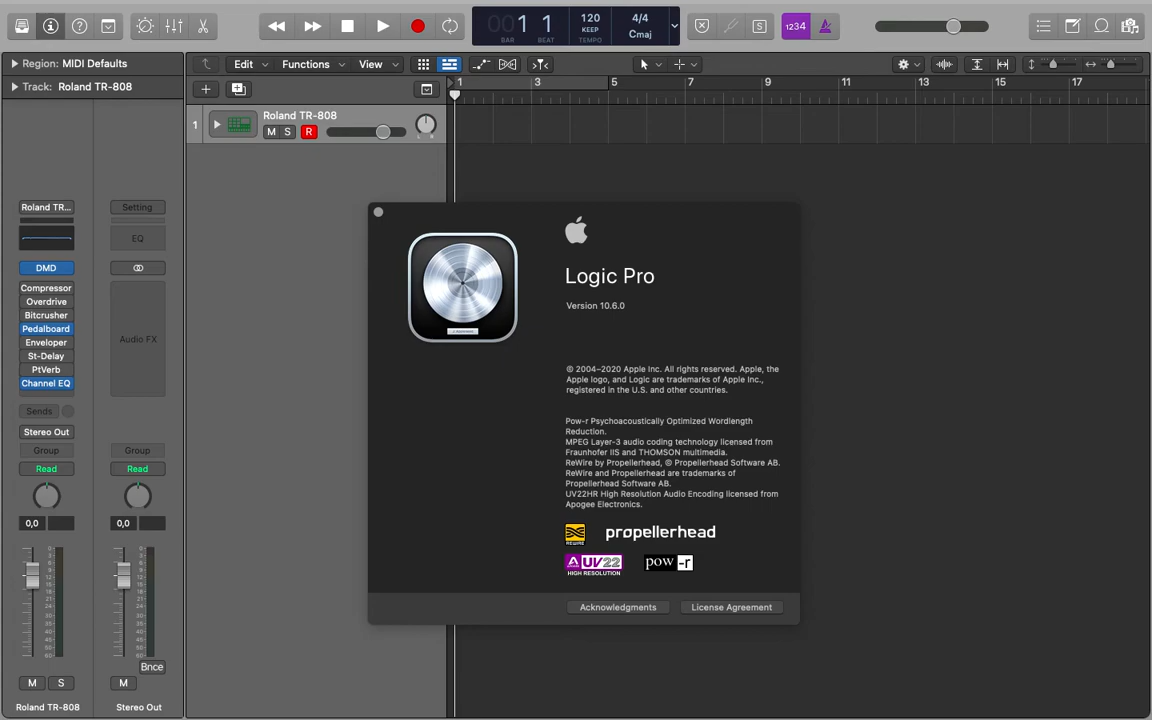 1 1
BAR BEAT
120
KEEP
TEMPO
4/4
Cmaj
1234
S
Region: MIDI Defaults
Track: Roland TR-808
Edit Functions View
1 3 5 7 9 11 13 15 17
1
Roland TR-808
M S R
L R
Roland TR...
Setting
EQ
DMD
Compressor
Overdrive
Bitcrusher
Pedalboard
Enveloper
St-Delay
PtVerb
Channel EQ
Audio FX
Sends
Stereo Out
Group Group
Read Read
0,0 0,0
Bnce
M S M
Roland TR-808 Stereo Out
Logic Pro
Version 10.6.0
© 2004–2020 Apple Inc. All rights reserved. Apple, the
Apple logo, and Logic are trademarks of Apple Inc.,
registered in the U.S. and other countries.
Pow-r Psychoacoustically Optimized Wordlength
Reduction.
MPEG Layer-3 audio coding technology licensed from
Fraunhofer IIS and THOMSON multimedia.
ReWire by Propellerhead, © Propellerhead Software AB.
ReWire and Propellerhead are trademarks of
Propellerhead Software AB.
UV22HR High Resolution Audio Encoding licensed from
Apogee Electronics.
REWIRE
propellerhead
UV22
HIGH RESOLUTION
pow-r
Acknowledgments License Agreement